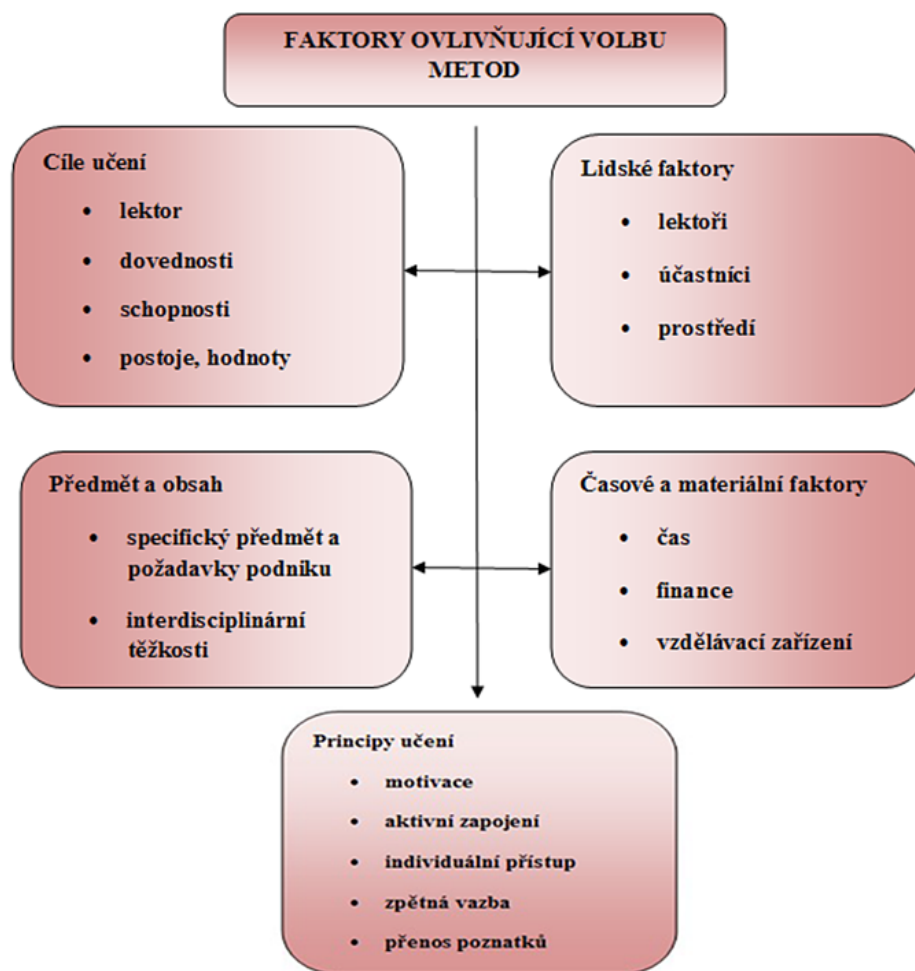 FAKTORY OVLIVŇUJÍCÍ VOLBU
METOD
Cíle učení
• lektor
• dovednosti
• schopnosti
• postoje, hodnoty
Lidské faktory
• lektoři
• účastníci
• prostředí
Předmět a obsah
• specifický předmět a
požadavky podniku
• interdisciplinární
těžkosti
Časové a materiální faktory
• čas
• finance
• vzdělávací zařízení
Principy učení
• motivace
• aktivní zapojení
• individuální přístup
• zpětná vazba
• přenos poznatků